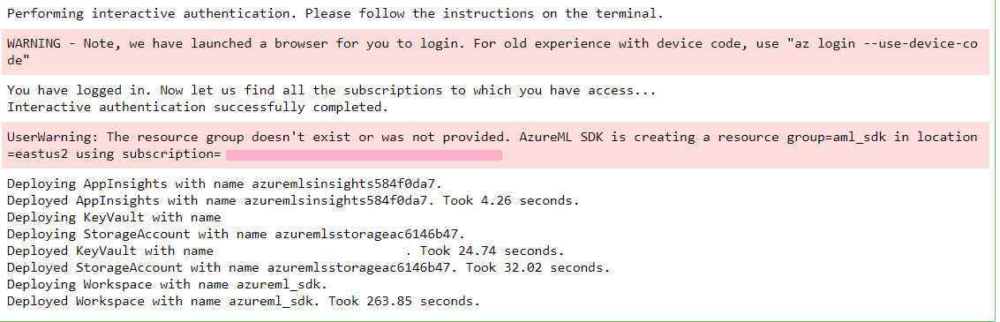 Performing interactive authentication. Please follow the instructions on the terminal.
WARNING - Note, we have launched a browser for you to login. For old experience with device code, use "az login --use-device-co
de"
You have logged in. Now let us find all the subscriptions to which you have access...
Interactive authentication successfully completed.
UserWarning: The resource group doesn't exist or was not provided. AzureML SDK is creating a resource group=aml_sdk in location
=eastus2 using subscription=
Deploying AppInsights with name azuremlsinsights584f0da7.
Deployed AppInsights with name azuremlsinsights584f0da7. Took 4.26 seconds.
Deploying KeyVault with name
Deploying StorageAccount with name azuremlsstorageac6146b47.
Deployed KeyVault with name . Took 24.74 seconds.
Deployed StorageAccount with name azuremlsstorageac6146b47. Took 32.02 seconds.
Deploying Workspace with name azureml_sdk.
Deployed Workspace with name azureml_sdk. Took 263.85 seconds.